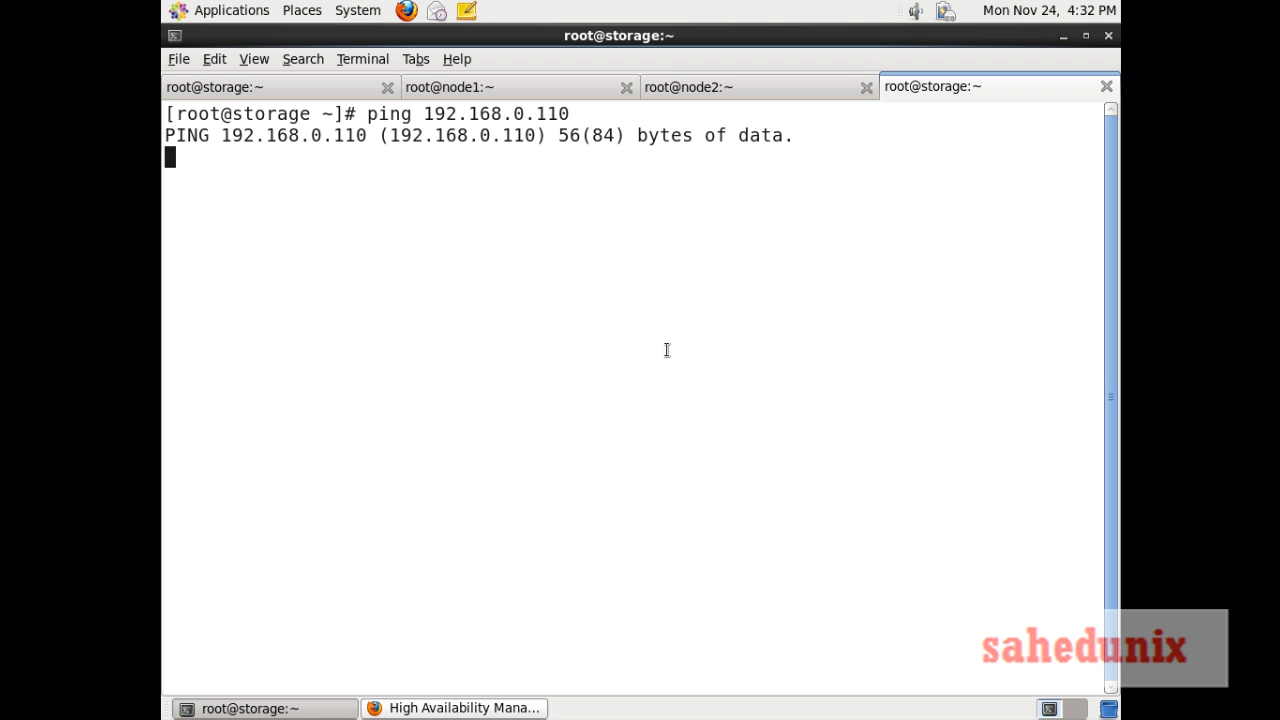 Applications Places System Mon Nov 24, 4:32 PM
root@storage:~
File Edit View Search Terminal Tabs Help
root@storage:~ root@node1:~ root@node2:~ root@storage:~
[root@storage ~]# ping 192.168.0.110
PING 192.168.0.110 (192.168.0.110) 56(84) bytes of data.
sahedunix
root@storage:~ High Availability Mana...